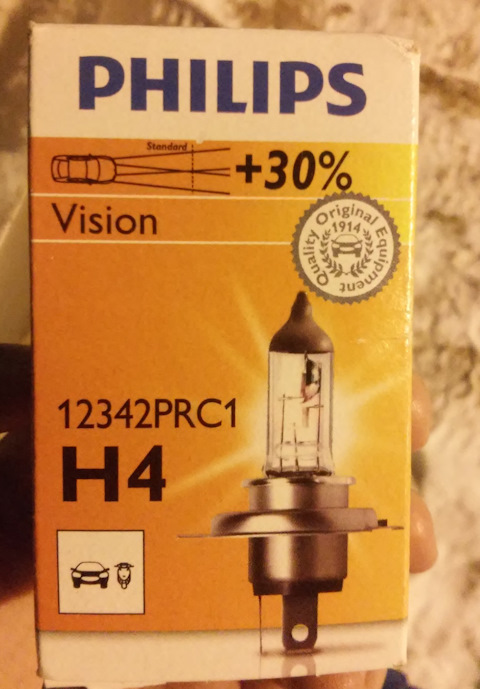 PHILIPS
Standard
+30%
Vision
Quality Original Equipment
1914
12342PRC1
H4